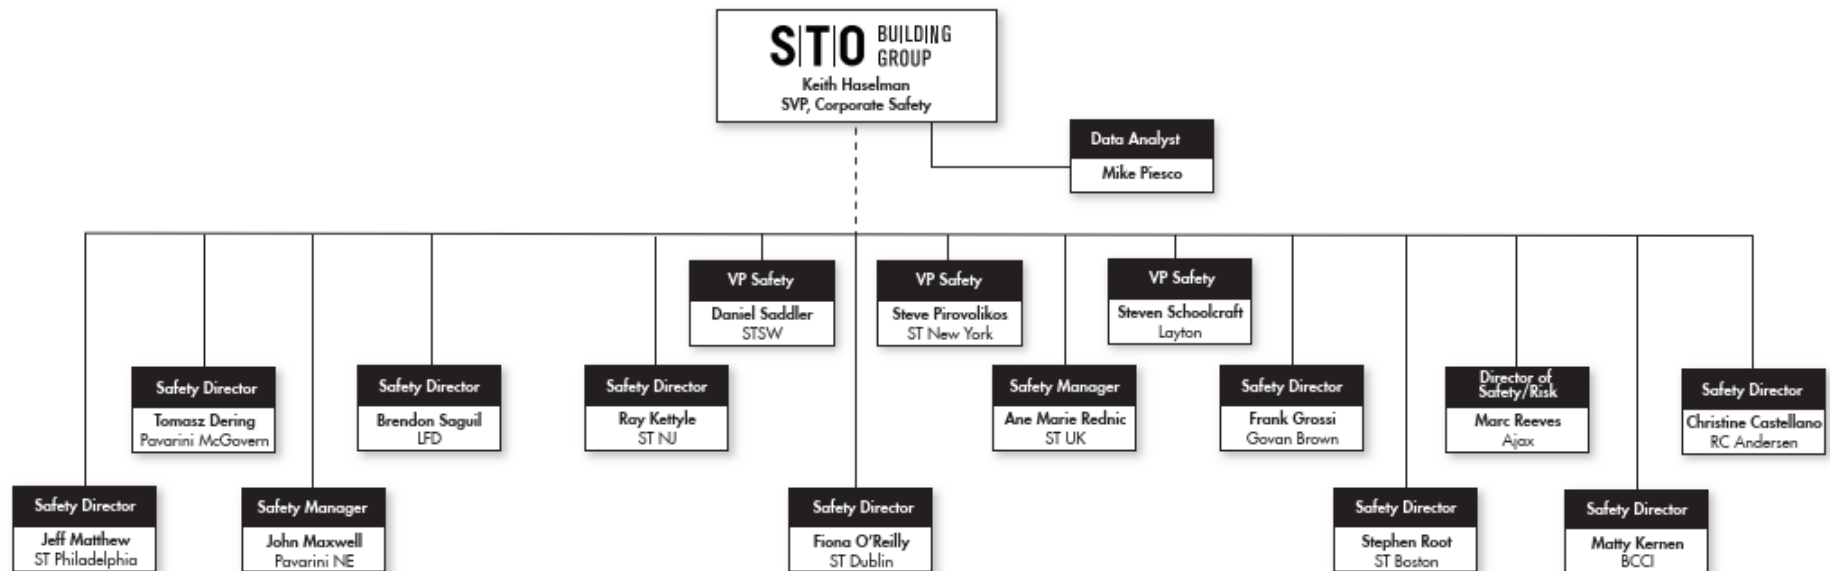 S|T|O BUILDING
GROUP
Keith Haselman
SVP, Corporate Safety
Data Analyst
Mike Piesco
VP Safety
Daniel Saddler
STSW
VP Safety
Steve Pirovolikos
ST New York
VP Safety
Steven Schoolcraft
Layton
Safety Director
Tomasz Dering
Pavarini McGovern
Safety Director
Brendon Saguil
LFD
Safety Director
Ray Kettyle
ST NJ
Safety Manager
Ane Marie Rednic
ST UK
Safety Director
Frank Grossi
Govan Brown
Director of
Safety/Risk
Marc Reeves
Ajax
Safety Director
Christine Castellano
RC Andersen
Safety Director
Jeff Matthew
ST Philadelphia
Safety Manager
John Maxwell
Pavarini NE
Safety Director
Fiona O'Reilly
ST Dublin
Safety Director
Stephen Root
ST Boston
Safety Director
Matty Kernen
BCCI